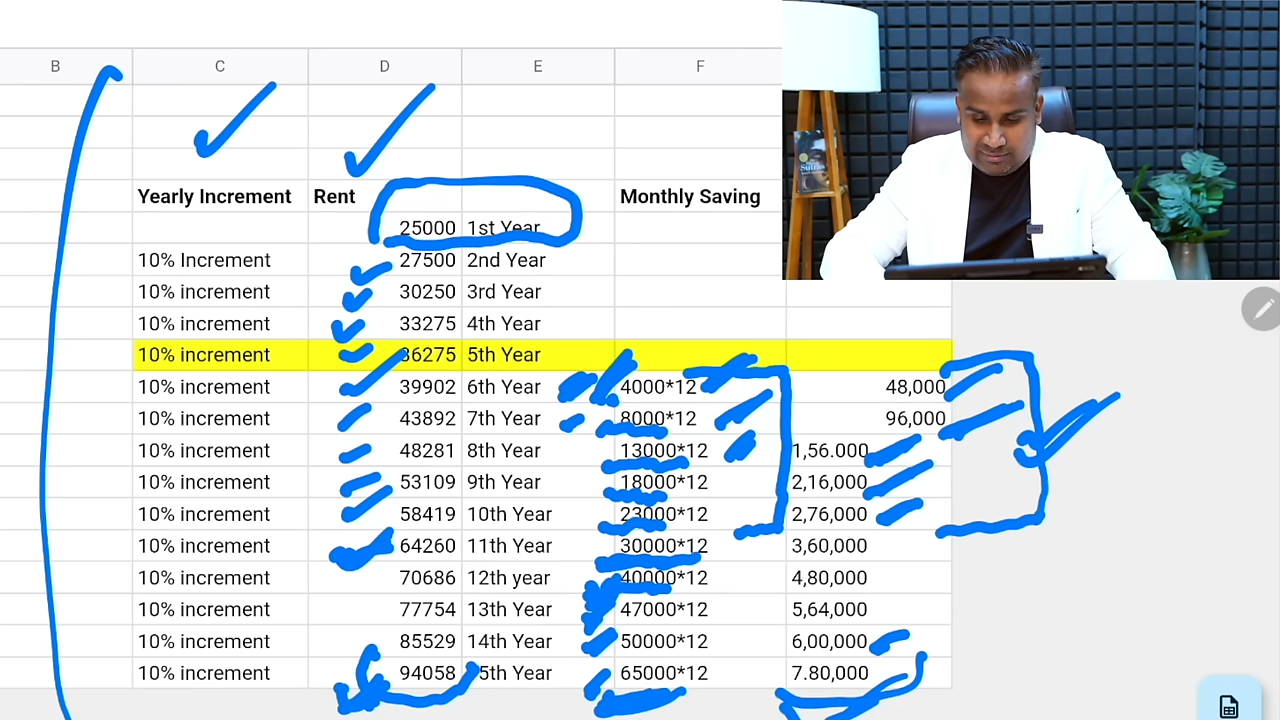 B C D E F
Yearly Increment Rent Monthly Saving
25000 1st Year
10% Increment 27500 2nd Year
10% increment 30250 3rd Year
10% increment 33275 4th Year
10% increment 36275 5th Year
10% increment 39902 6th Year 4000*12 48,000
10% increment 43892 7th Year 8000*12 96,000
10% increment 48281 8th Year 13000*12 1,56.000
10% increment 53109 9th Year 18000*12 2,16,000
10% increment 58419 10th Year 23000*12 2,76,000
10% increment 64260 11th Year 30000*12 3,60,000
10% increment 70686 12th year 40000*12 4,80,000
10% increment 77754 13th Year 47000*12 5,64,000
10% increment 85529 14th Year 50000*12 6,00,000
10% increment 94058 15th Year 65000*12 7.80,000